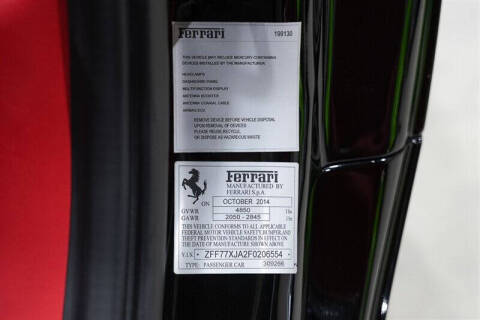 Ferrari 199130
THIS VEHICLE MAY INCLUDE MERCURY CONTAINING
DEVICES INSTALLED BY THE MANUFACTURER:
HEADLAMPS
DASHBOARD PANEL
MULTIFUNCTION DISPLAY
ANTENNA BOOSTER
ANTENNA COAXIAL CABLE
AIRBAG ECU
REMOVE DEVICE BEFORE VEHICLE DISPOSAL
UPON REMOVAL OF DEVICES
PLEASE REUSE, RECYCLE,
OR DISPOSE AS HAZARDOUS WASTE
Ferrari
MANUFACTURED BY
FERRARI S.p.A.
ON OCTOBER 2014
GVWR 4850 Lbs
GAWR 2050 - 2845 Lbs
THIS VEHICLE CONFORMS TO ALL APPLICABLE
FEDERAL MOTOR VEHICLE SAFETY, BUMPER, AND
THEFT PREVENTION STANDARDS IN EFFECT ON
THE DATE OF MANUFACTURE SHOWN ABOVE.
V.I.N. * ZFF77XJA2F0206554 *
TYPE: PASSENGER CAR 309266